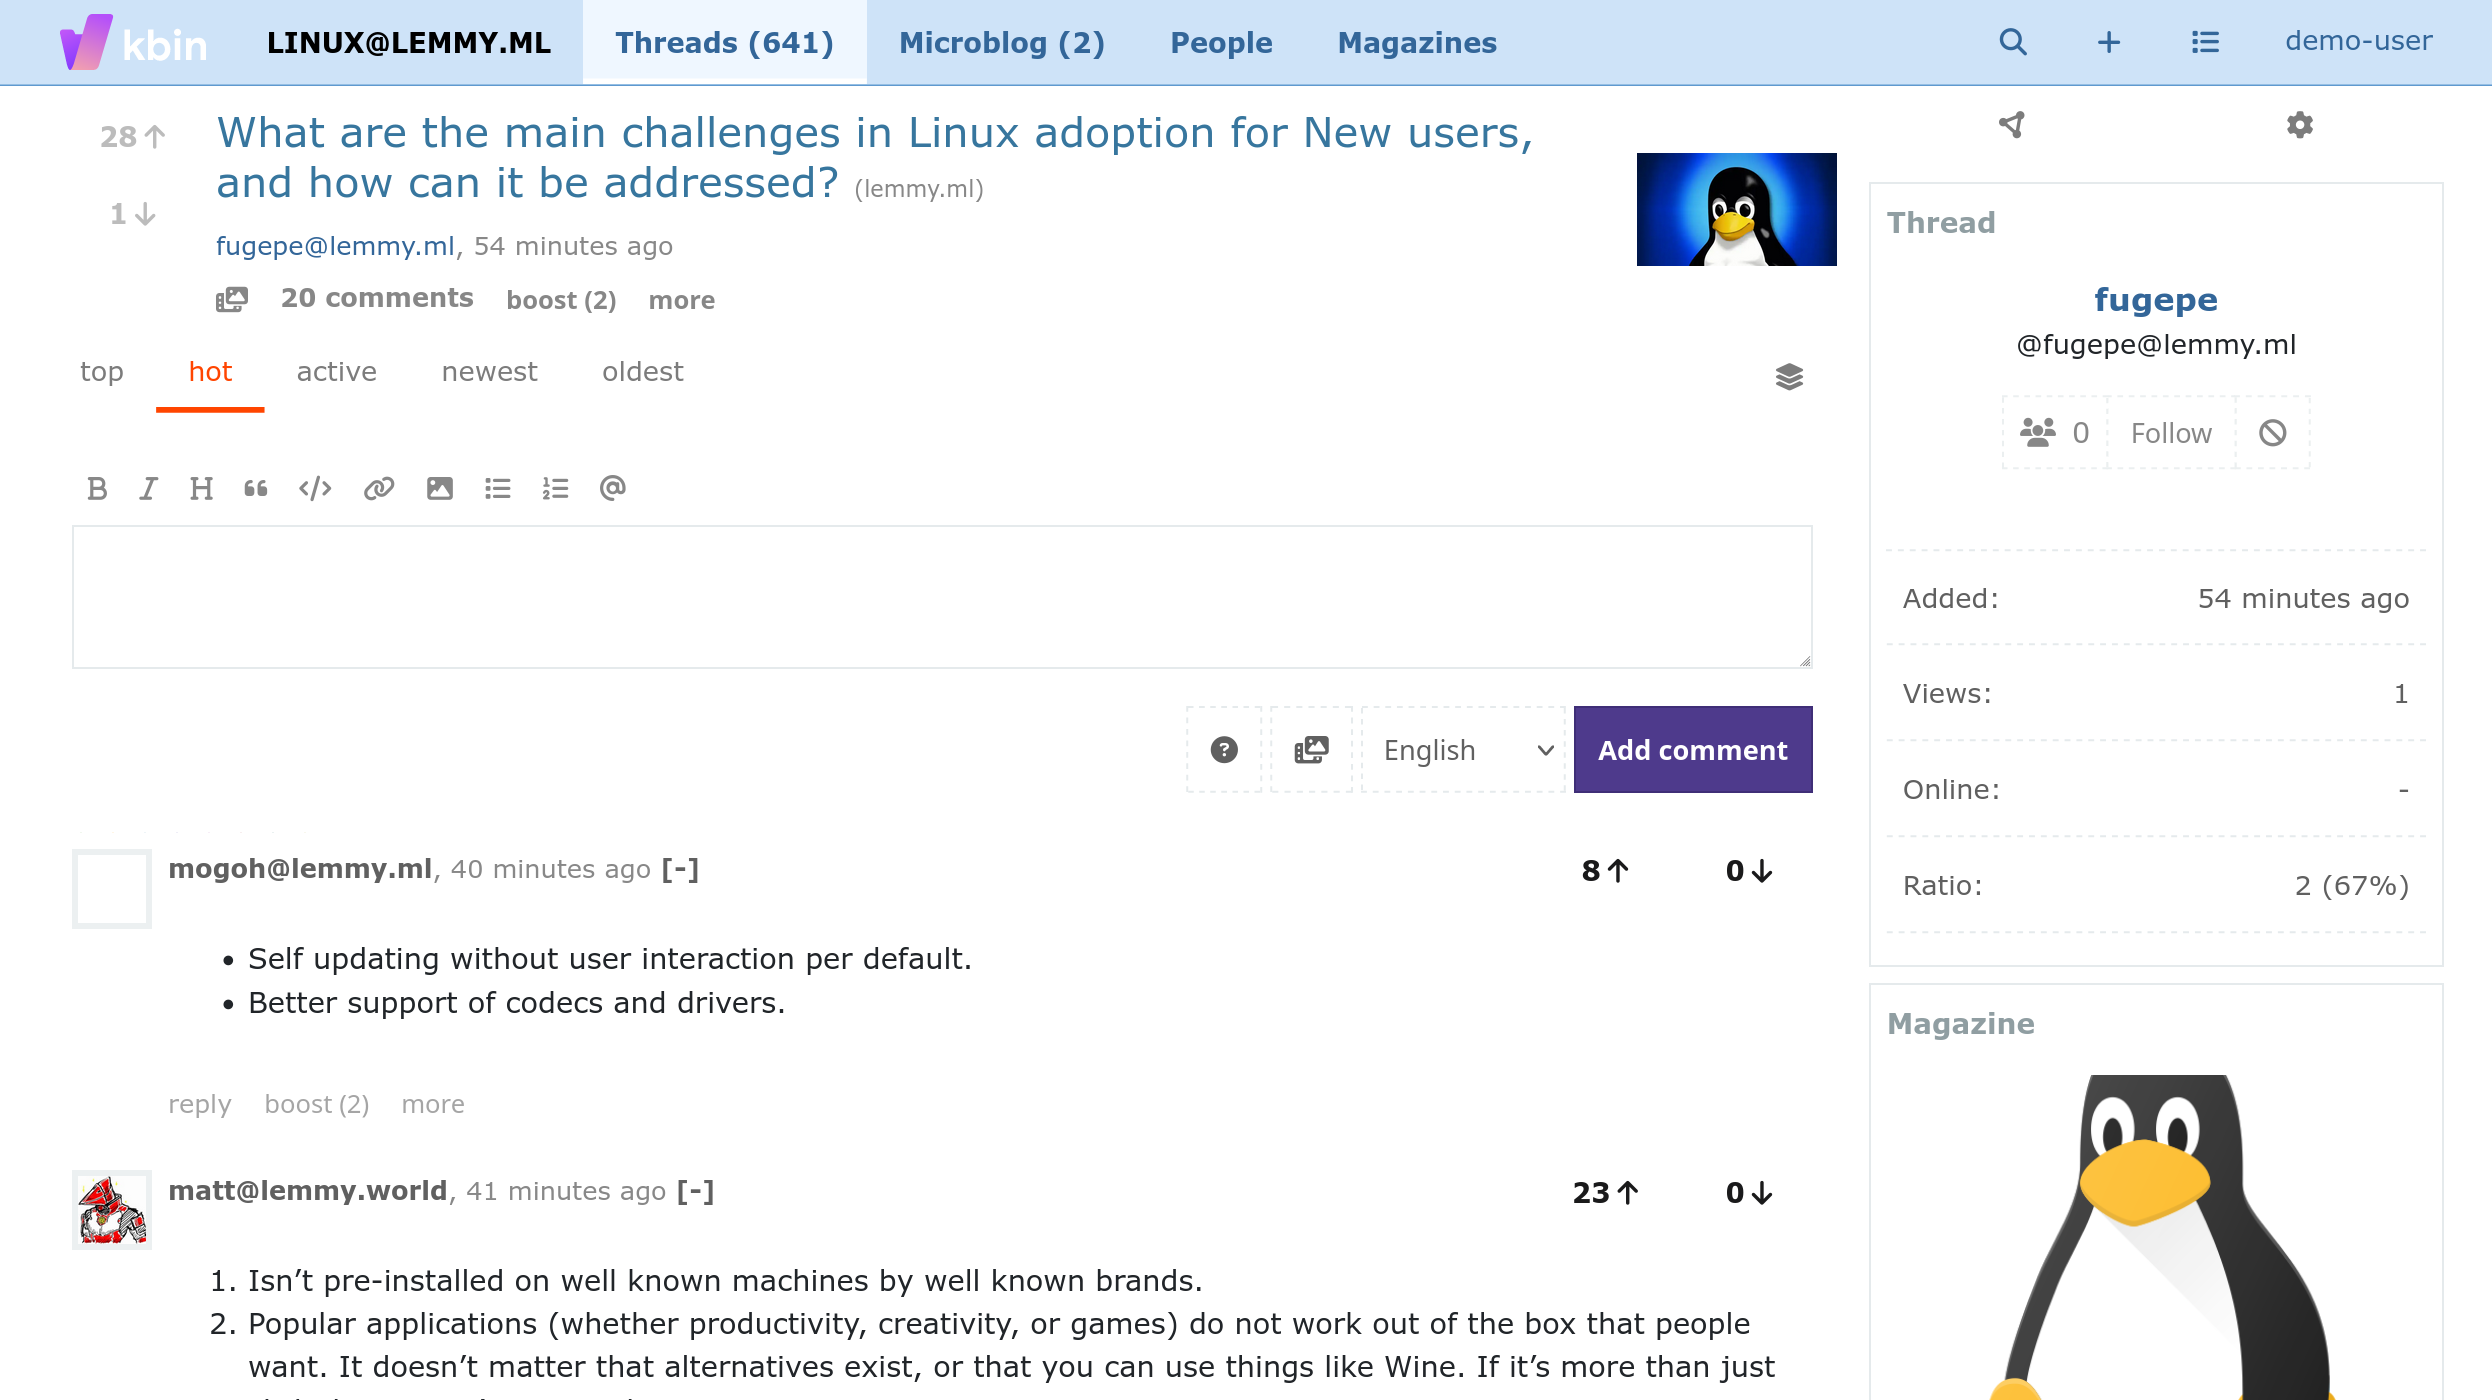 kbin LINUX@LEMMY.ML Threads (641) Microblog (2) People Magazines demo-user
28
What are the main challenges in Linux adoption for New users,
and how can it be addressed? (lemmy.ml)
1
fugepe@lemmy.ml, 54 minutes ago
20 comments boost (2) more
top hot active newest oldest
B I H
@
English Add comment
mogoh@lemmy.ml, 40 minutes ago [-] 8 0
• Self updating without user interaction per default.
• Better support of codecs and drivers.
reply boost (2) more
matt@lemmy.world, 41 minutes ago [-] 23 0
1. Isn’t pre-installed on well known machines by well known brands.
2. Popular applications (whether productivity, creativity, or games) do not work out of the box that people
want. It doesn’t matter that alternatives exist, or that you can use things like Wine. If it’s more than just
Thread
fugepe
@fugepe@lemmy.ml
0 Follow
Added: 54 minutes ago
Views: 1
Online: -
Ratio: 2 (67%)
Magazine